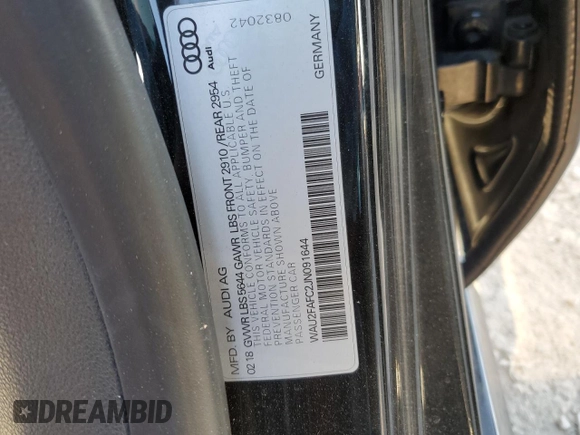 MFD. BY AUDI AG
02 18 GVWR LBS 5644 GAWR LBS FRONT 2910 / REAR 2954
THIS VEHICLE CONFORMS TO ALL APPLICABLE U S
FEDERAL MOTOR VEHICLE SAFETY, BUMPER AND THEFT
PREVENTION STANDARDS IN EFFECT ON THE DATE OF
MANUFACTURE SHOWN ABOVE
PASSENGER CAR
WAU2FAFC2JN091644
Audi
0832042
GERMANY
DREAMBID